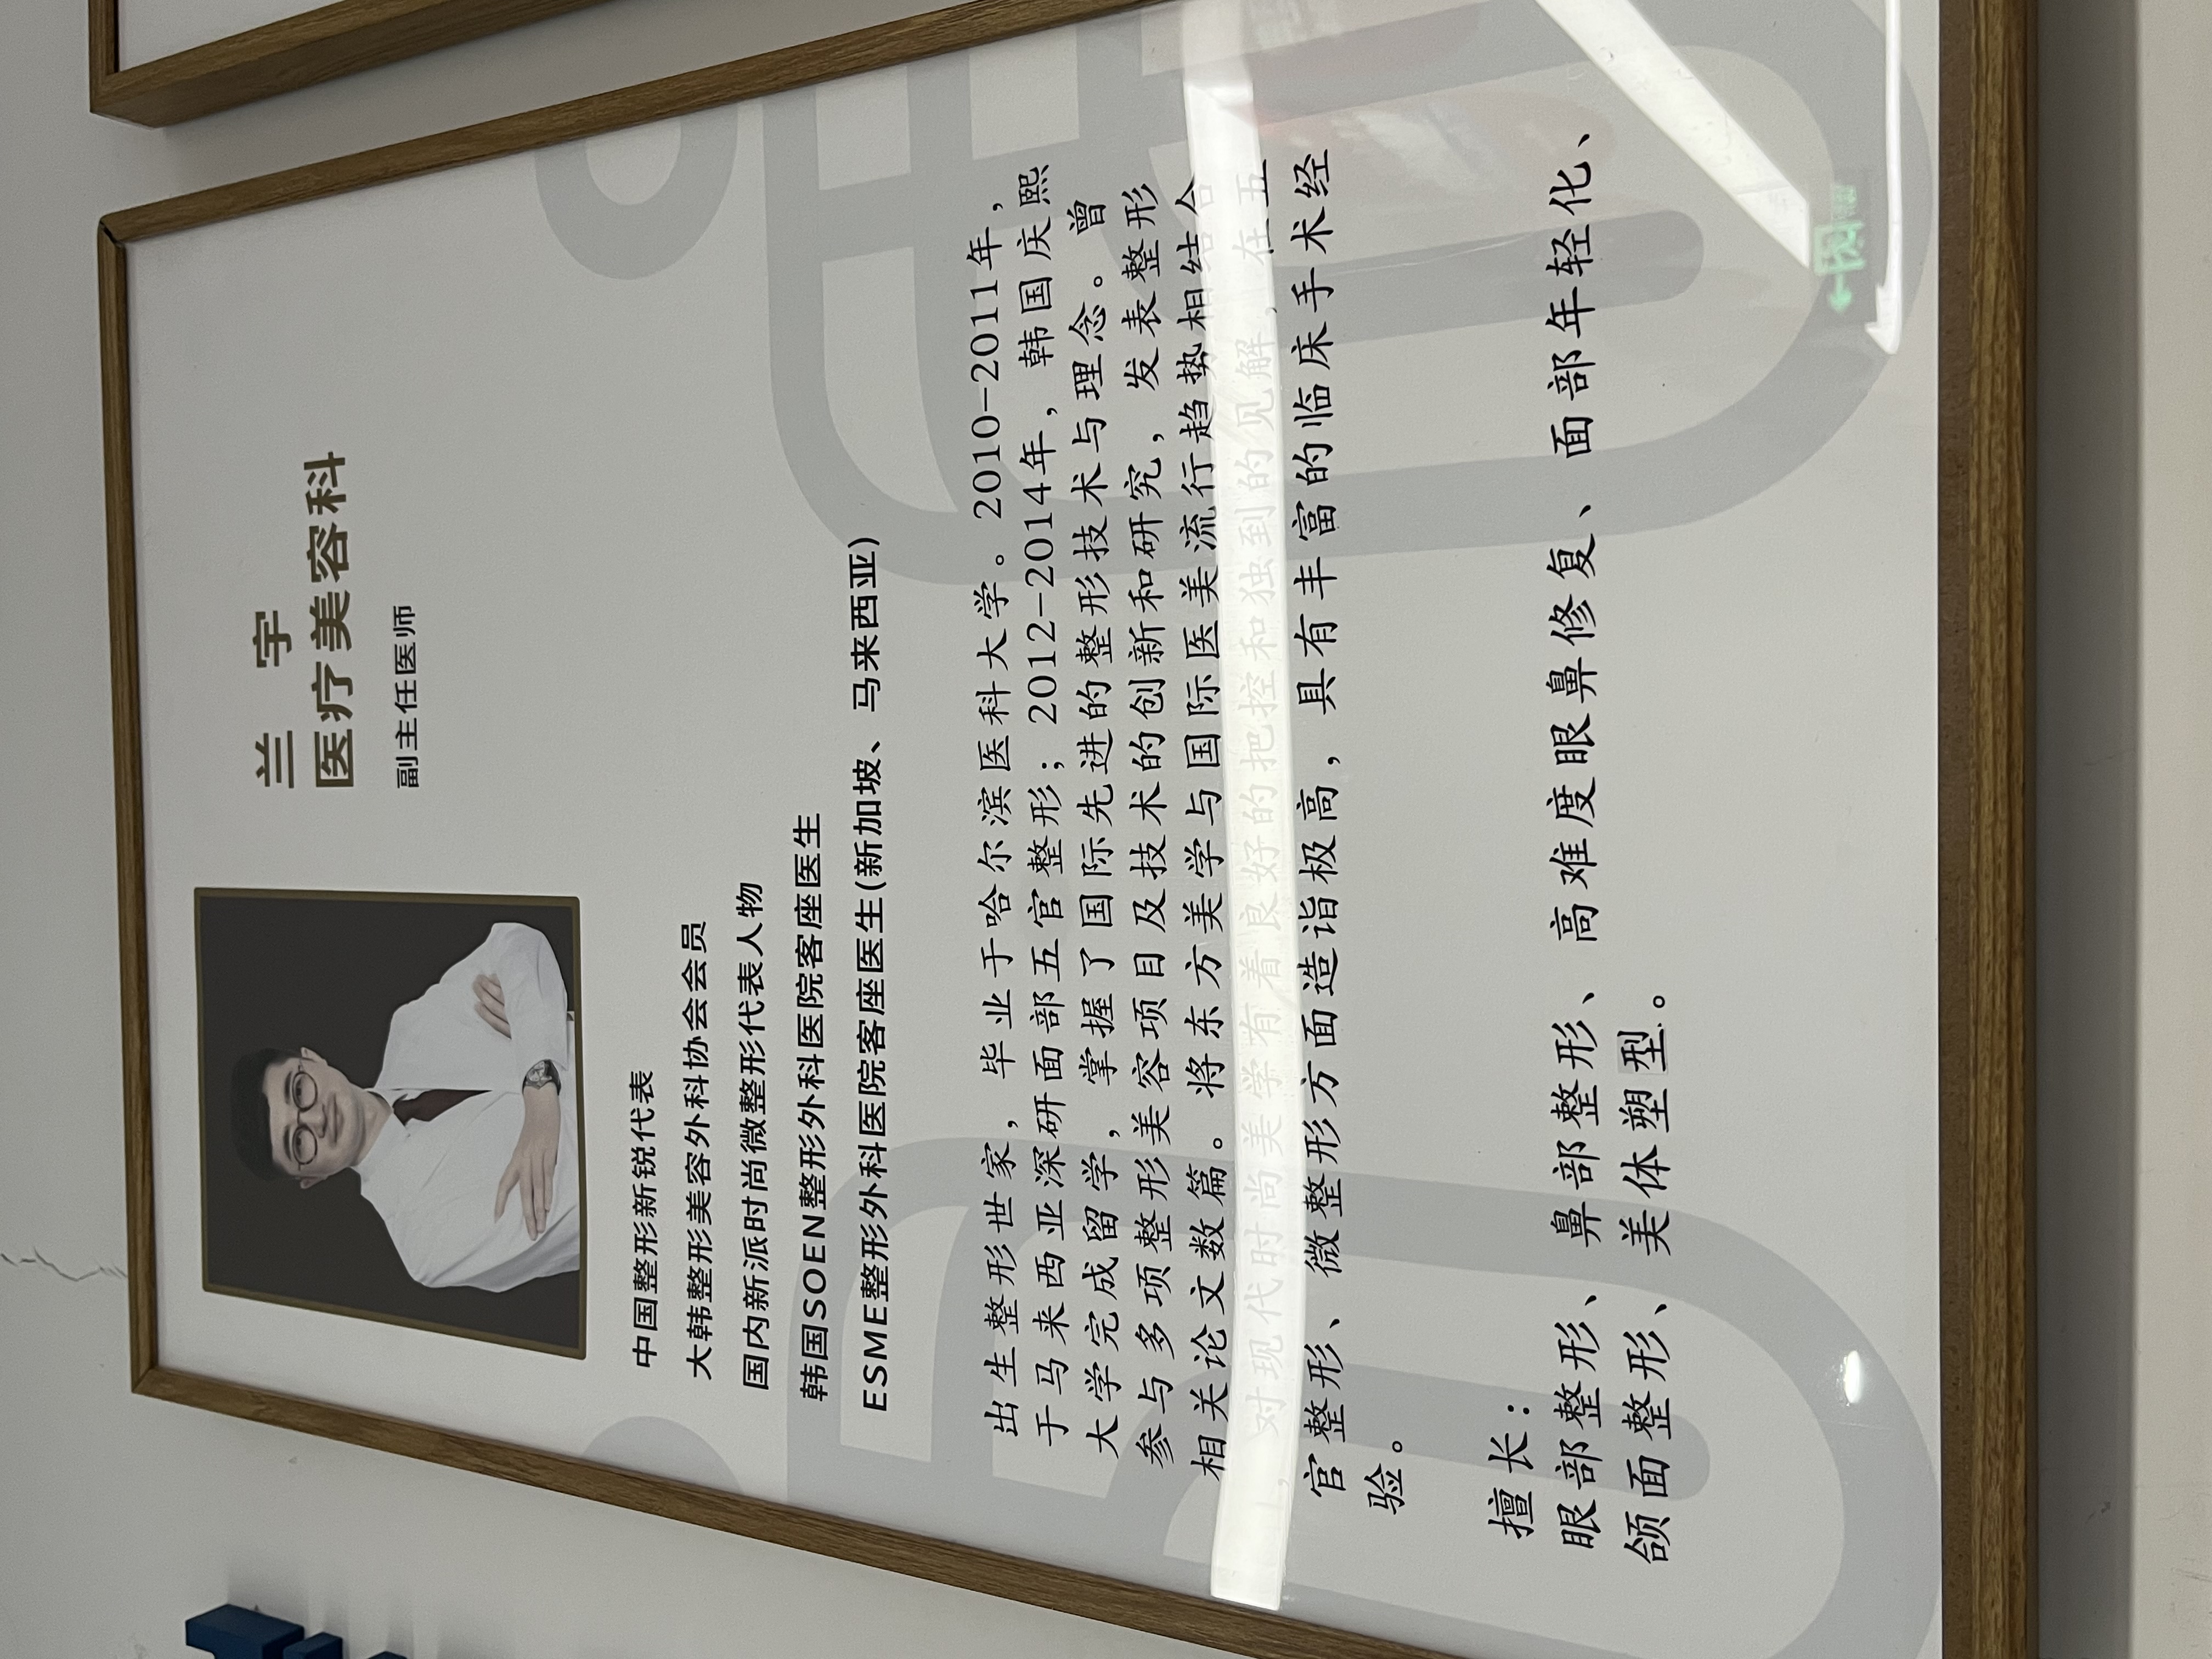 兰 宇
医疗美容科
副主任医师
中国整形新锐代表
大韩整形美容外科协会会员
国内新派时尚微整形代表人物
韩国SOEN整形外科医院客座医生
ESME整形外科医院客座医生(新加坡、马来西亚)
出生整形世家，毕业于哈尔滨医科大学。2010-2011年，
于马来西亚深研面部五官整形；2012-2014年，韩国庆熙
大学完成留学，掌握了国际先进的整形技术与理念。曾
参与多项整形美容项目及技术的创新和研究，发表整形
相关论文数篇。将东方美学与国际医美流行趋势相结合
，对现代时尚美学有着良好的把控和独到的见解，在五
官整形、微整形方面造诣极高，具有丰富的临床手术经
验。
擅长：
眼部整形、鼻部整形、高难度眼鼻修复、面部年轻化、
颌面整形、美体塑型。